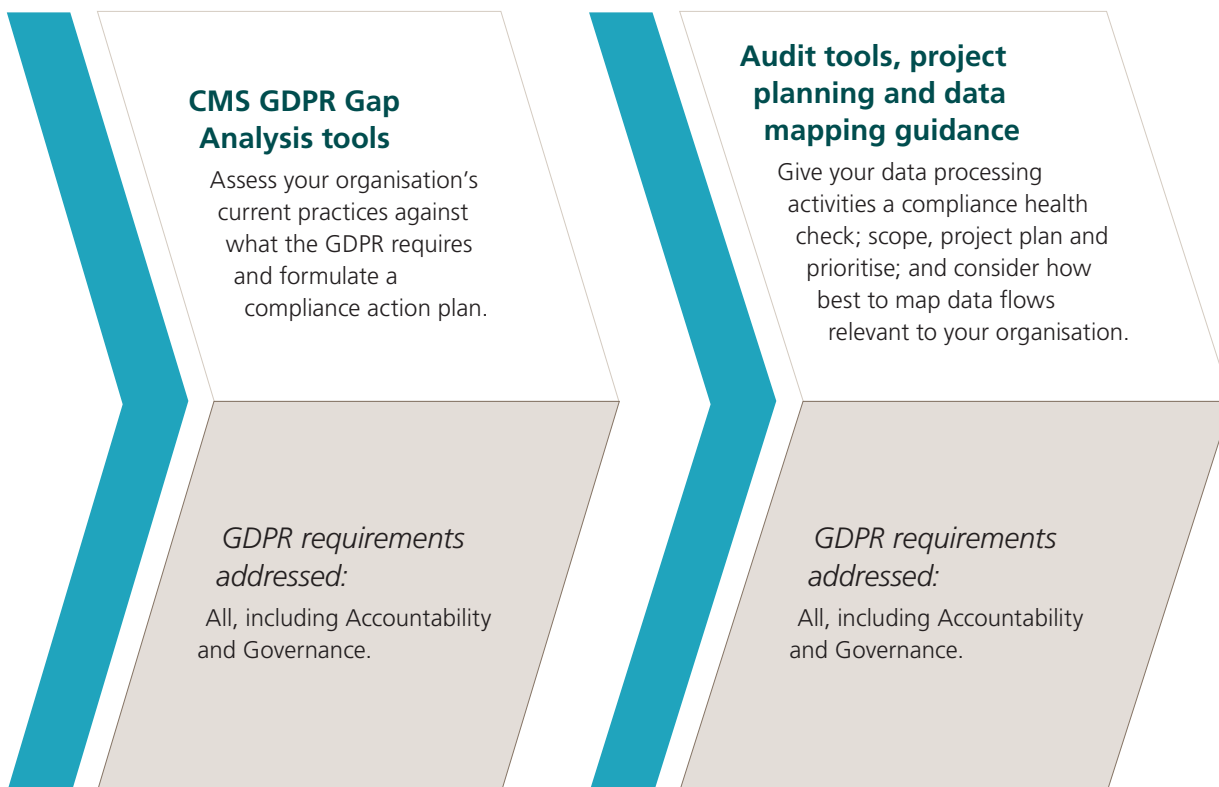 CMS GDPR Gap
Analysis tools
Assess your organisation’s
current practices against
what the GDPR requires
and formulate a
compliance action plan.
GDPR requirements
addressed:
All, including Accountability
and Governance.
Audit tools, project
planning and data
mapping guidance
Give your data processing
activities a compliance health
check; scope, project plan and
prioritise; and consider how
best to map data flows
relevant to your organisation.
GDPR requirements
addressed:
All, including Accountability
and Governance.